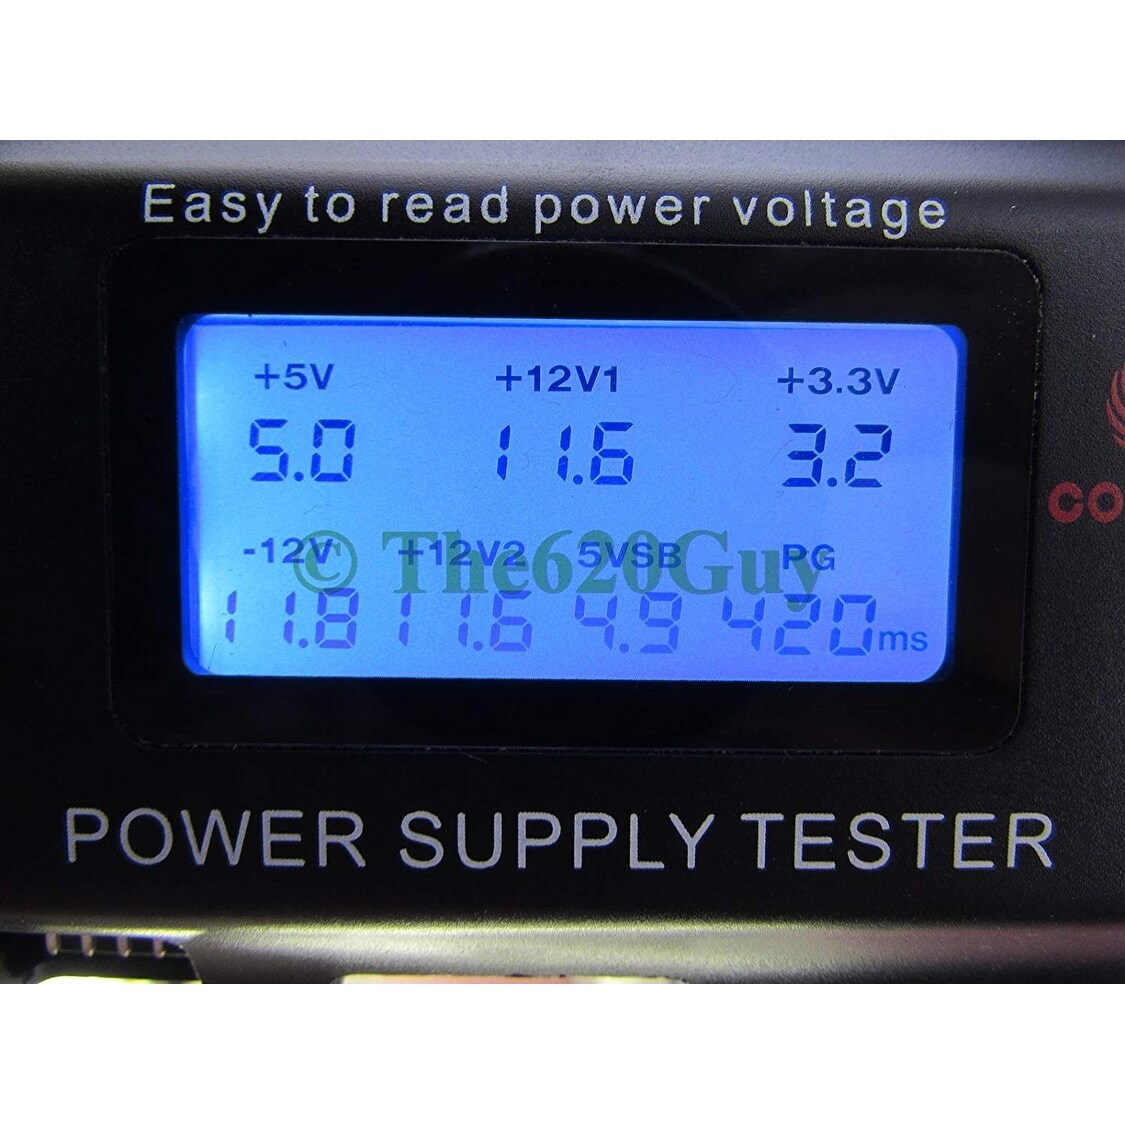 Easy to read power voltage
+5V +12V1 +3.3V
5.0 11.6 3.2
-12V +12V2 5VSB PG
© The620Guy
11.8 11.6 4.9 420ms
POWER SUPPLY TESTER